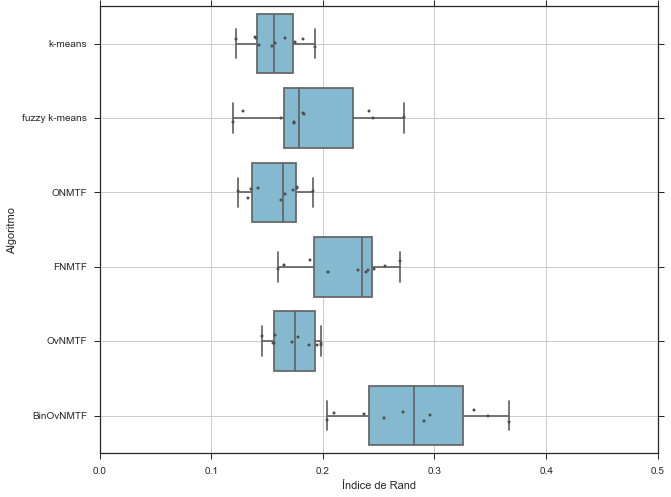 k-means
fuzzy k-means
ONMTF
FNMTF
OvNMTF
BinOvNMTF
Algoritmo
0.0 0.1 0.2 0.3 0.4 0.5
Índice de Rand